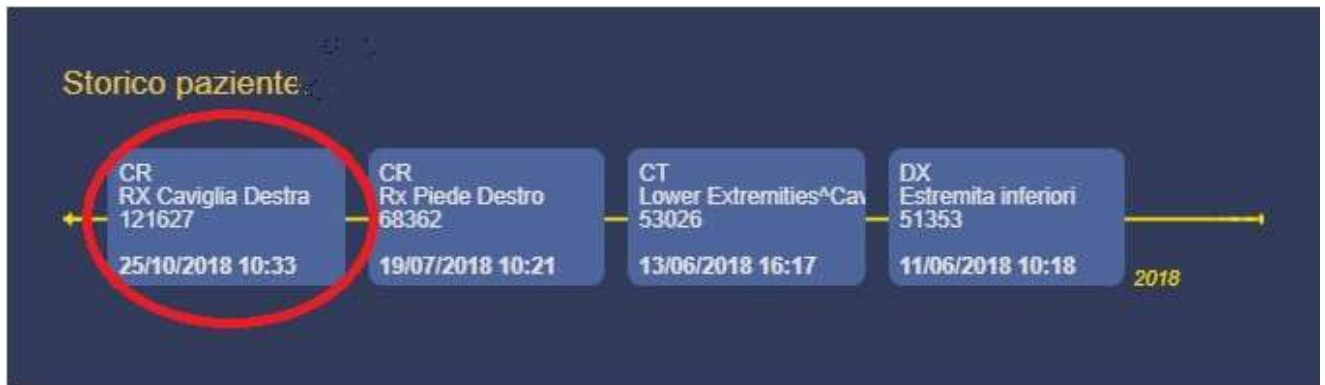 Storico paziente
CR
RX Caviglia Destra
121627
25/10/2018 10:33
CR
Rx Piede Destro
68362
19/07/2018 10:21
CT
Lower Extremities^Cav
53026
13/06/2018 16:17
DX
Estremita inferiori
51353
11/06/2018 10:18
2018